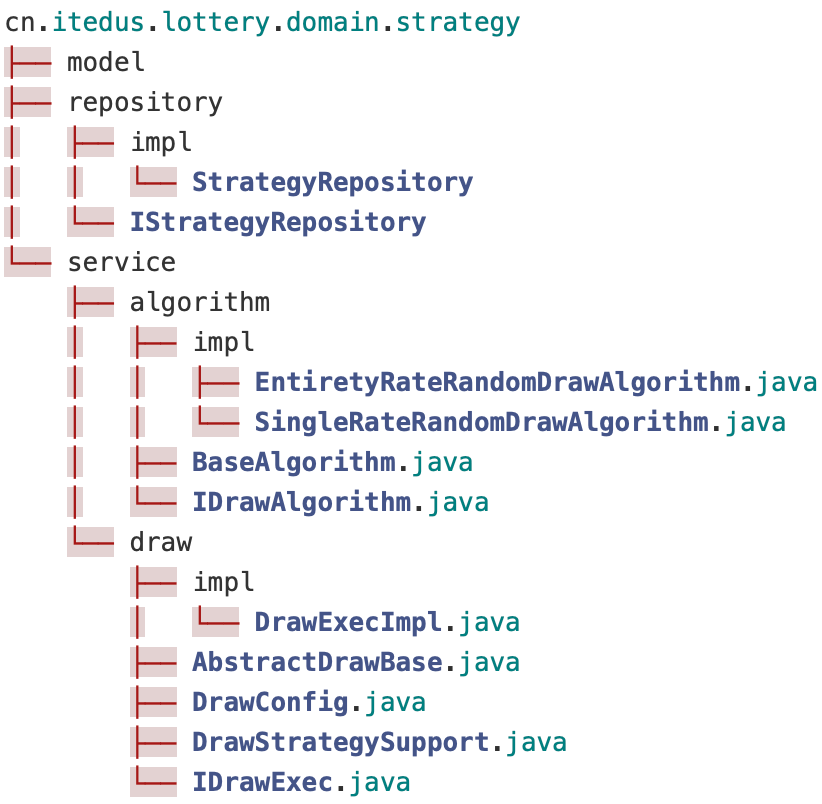 cn.itedus.lottery.domain.strategy
├── model
├── repository
│   ├── impl
│   │   └── StrategyRepository
│   └── IStrategyRepository
└── service
    ├── algorithm
    │   ├── impl
    │   │   ├── EntiretyRateRandomDrawAlgorithm.java
    │   │   └── SingleRateRandomDrawAlgorithm.java
    │   ├── BaseAlgorithm.java
    │   └── IDrawAlgorithm.java
    └── draw
        ├── impl
        │   └── DrawExecImpl.java
        ├── AbstractDrawBase.java
        ├── DrawConfig.java
        ├── DrawStrategySupport.java
        └── IDrawExec.java